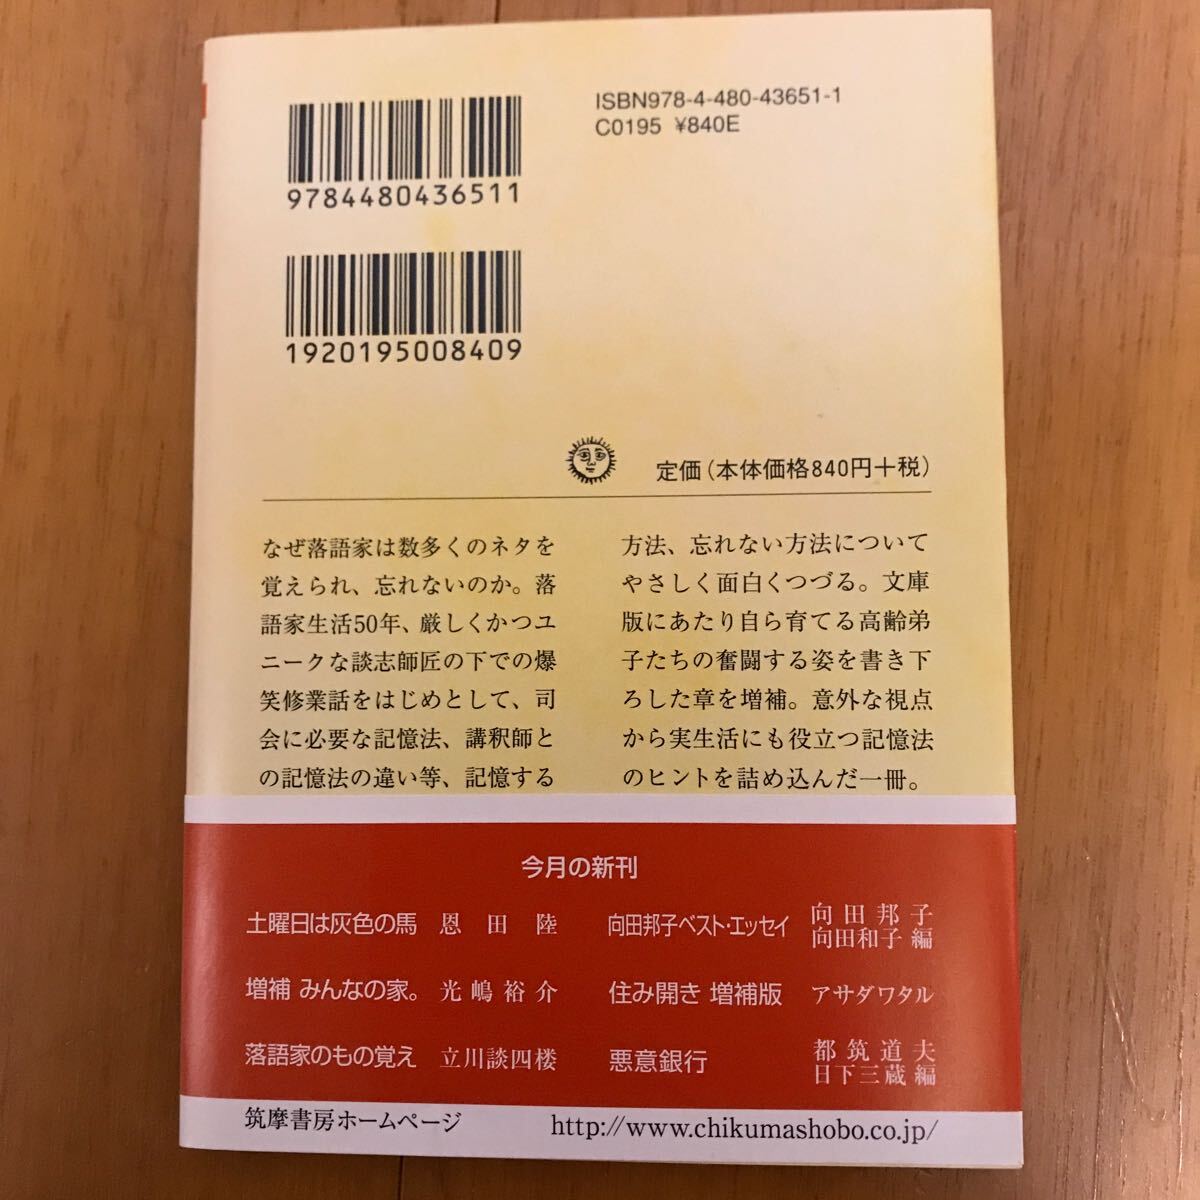 ISBN978-4-480-43651-1
C0195 ¥840E
9784480436511
1920195008409
定価(本体価格840円+税)
なぜ落語家は数多くのネタを
覚えられ、忘れないのか。落
語家生活50年、厳しくかつユ
ニークな談志師匠の下での爆
笑修業話をはじめとして、司
会に必要な記憶法、講釈師と
の記憶法の違い等、記憶する
方法、忘れない方法について
やさしく面白くつづる。文庫
版にあたり自ら育てる高齢弟
子たちの奮闘する姿を書き下
ろした章を増補。意外な視点
から実生活にも役立つ記憶法
のヒントを詰め込んだ一冊。
今月の新刊
土曜日は灰色の馬 恩田陸
増補 みんなの家。 光嶋裕介
落語家のもの覚え 立川談四楼
向田邦子ベスト・エッセイ 向田邦子
向田和子 編
住み開き 増補版 アサダワタル
悪意銀行 都筑道夫
日下三蔵編
筑摩書房ホームページ http://www.chikumashobo.co.jp/